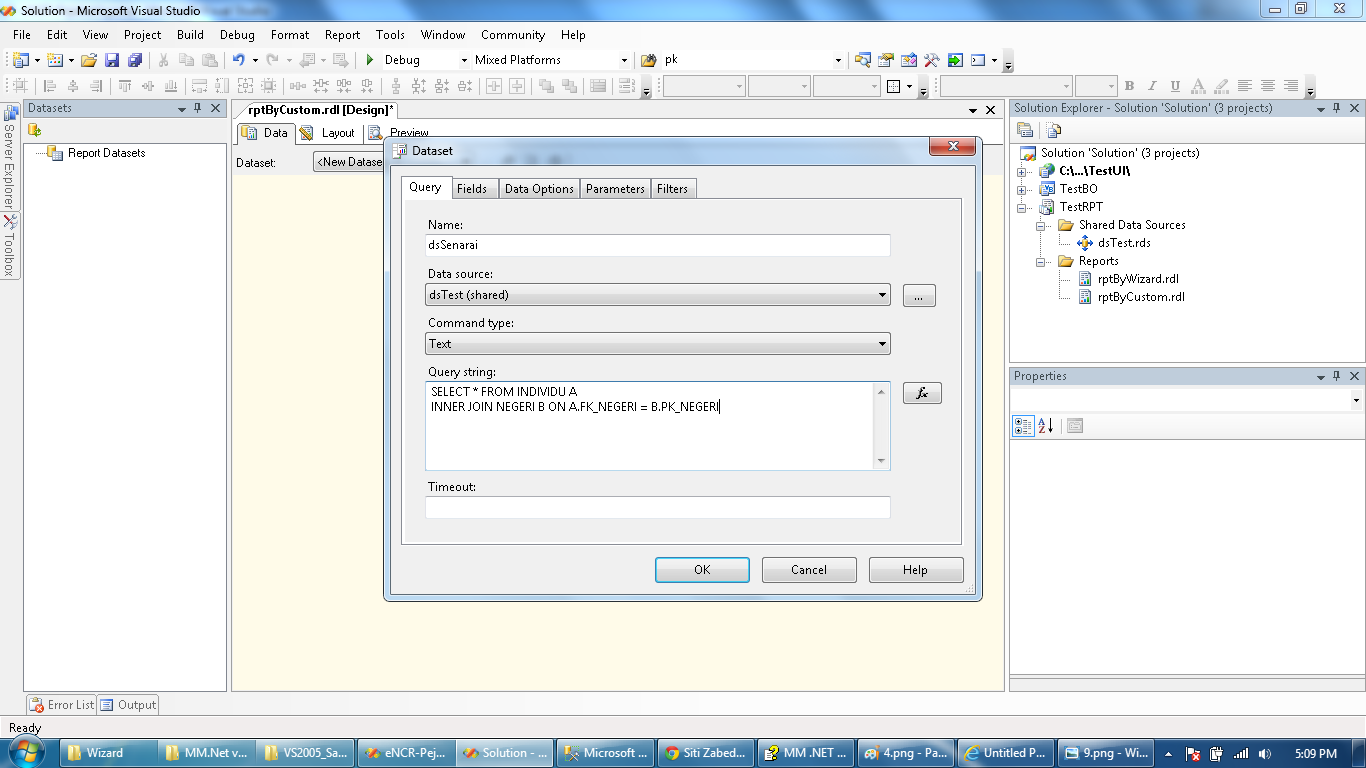 Solution - Microsoft Visual Studio
File Edit View Project Build Debug Format Report Tools Window Community Help
Debug Mixed Platforms pk
B I U A
Server Explorer
Toolbox
Datasets
Report Datasets
rptByCustom.rdl [Design]*
Data Layout Preview
Dataset: <New Datase
Dataset
Query Fields Data Options Parameters Filters
Name:
dsSenarai
Data source:
dsTest (shared)
...
Command type:
Text
Query string:
SELECT * FROM INDIVIDU A
INNER JOIN NEGERI B ON A.FK_NEGERI = B.PK_NEGERI
fx
Timeout:
OK Cancel Help
Solution Explorer - Solution 'Solution' (3 projects)
Solution 'Solution' (3 projects)
C:\...\TestUI\
TestBO
TestRPT
Shared Data Sources
dsTest.rds
Reports
rptByWizard.rdl
rptByCustom.rdl
Properties
Error List Output
Ready
Wizard MM.Net v... VS2005_Sa... eNCR-Pej... Solution - ... Microsoft ... Siti Zabed... MM .NET ... 4.png - Pa... Untitled P... 9.png - Wi... 5:09 PM